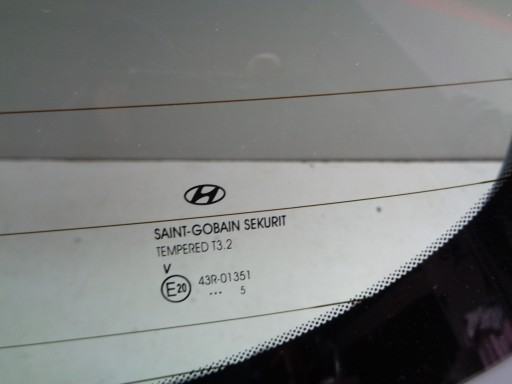 SAINT-GOBAIN SEKURIT
TEMPERED T3.2
V
E20 43R-01351
... 5